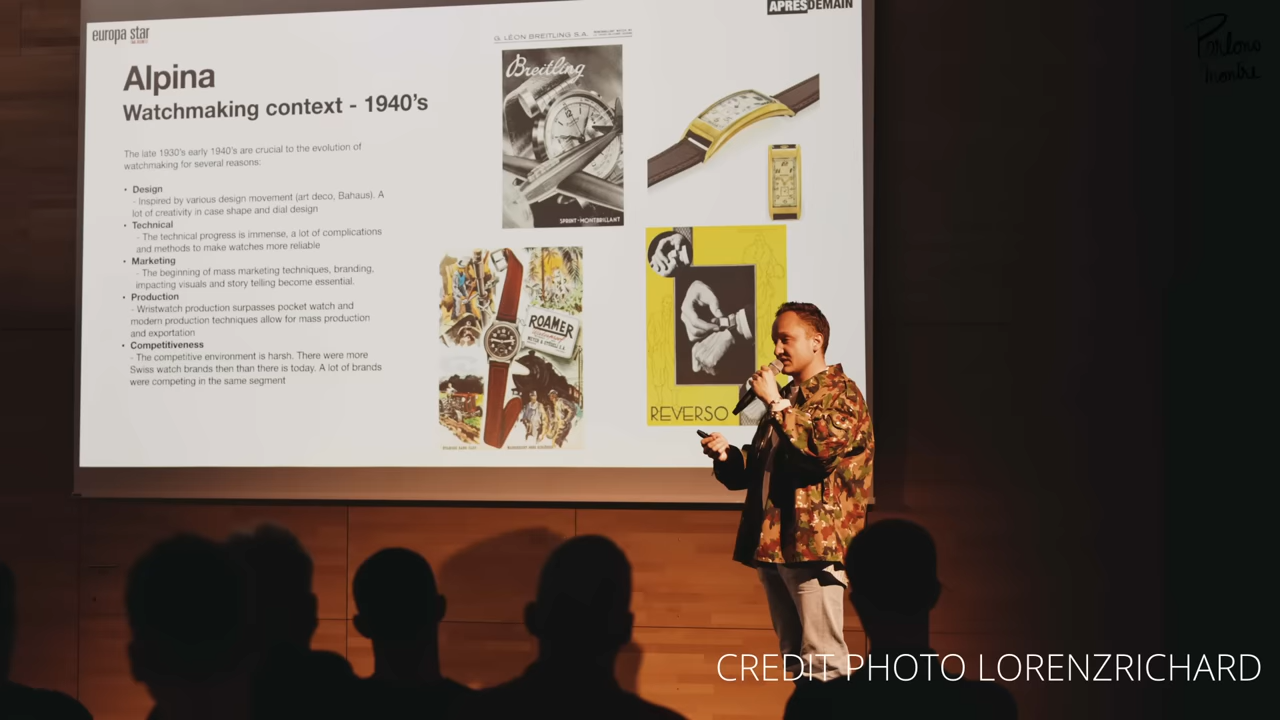 europa star
APRÈSDEMAIN
Parlons
montre
Alpina
Watchmaking context - 1940's
The late 1930's early 1940's are crucial to the evolution of
watchmaking for several reasons:
• Design
- Inspired by various design movement (art deco, Bahaus). A
lot of creativity in case shape and dial design
• Technical
- The technical progress is immense, a lot of complications
and methods to make watches more reliable
• Marketing
- The beginning of mass marketing techniques, branding,
impacting visuals and story telling become essential.
• Production
- Wristwatch production surpasses pocket watch and
modern production techniques allow for mass production
and exportation
• Competitiveness
- The competitive environment is harsh. There were more
Swiss watch brands then than there is today. A lot of brands
were competing in the same segment
G. LÉON BREITLING S.A.
Breitling
SPRINT - MONTBRILLANT
ROAMER
REVERSO
CREDIT PHOTO LORENZRICHARD